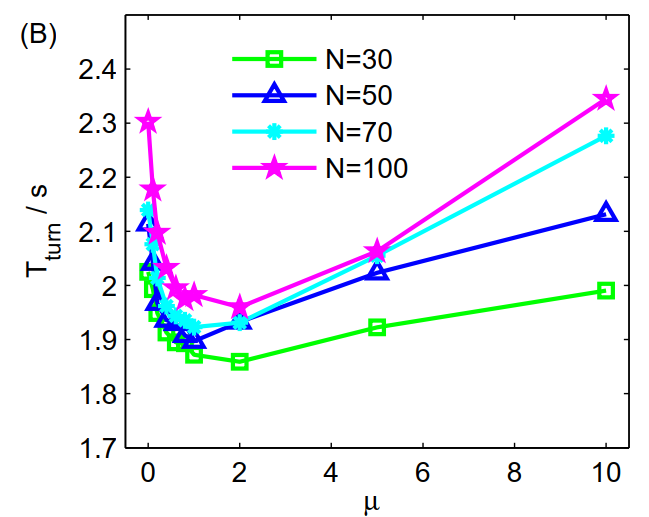 (B)
N=30
N=50
N=70
N=100
2.4
2.3
2.2
2.1
2
1.9
1.8
1.7
T_turn / s
0 2 4 6 8 10
μ